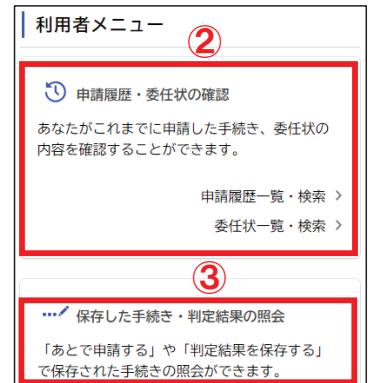 利用者メニュー
②
申請履歴・委任状の確認
あなたがこれまでに申請した手続き、委任状の
内容を確認することができます。
申請履歴一覧・検索 >
委任状一覧・検索 >
③
保存した手続き・判定結果の照会
「あとで申請する」や「判定結果を保存する」
で保存された手続きの照会ができます。